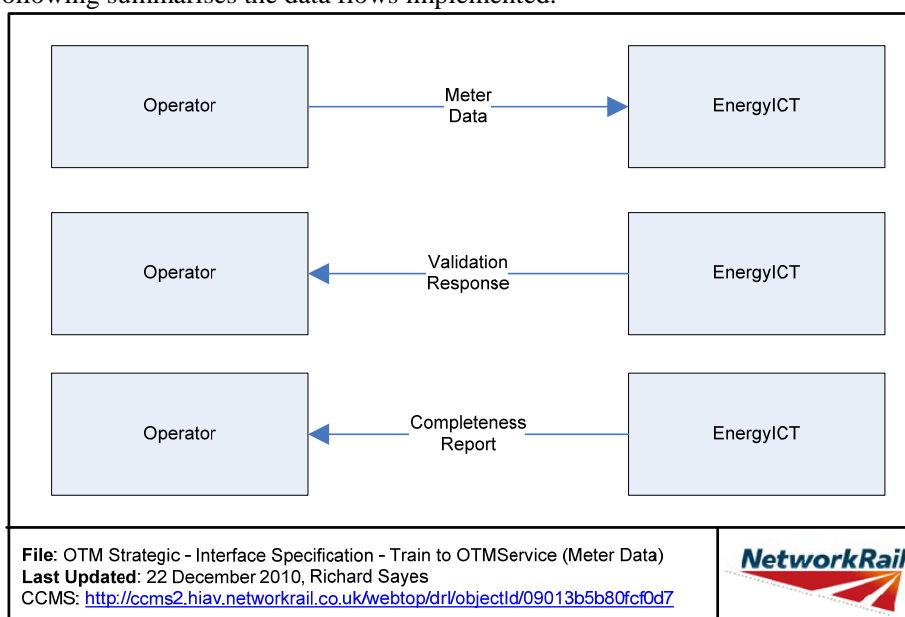 ollowing summarises the data flows implemented.
Operator
Meter
Data
EnergyICT
Operator
Validation
Response
EnergyICT
Operator
Completeness
Report
EnergyICT
File: OTM Strategic - Interface Specification - Train to OTMService (Meter Data)
Last Updated: 22 December 2010, Richard Sayes
CCMS: http://ccms2.hiav.networkrail.co.uk/webtop/drl/objectId/09013b5b80fcf0d7
NetworkRail